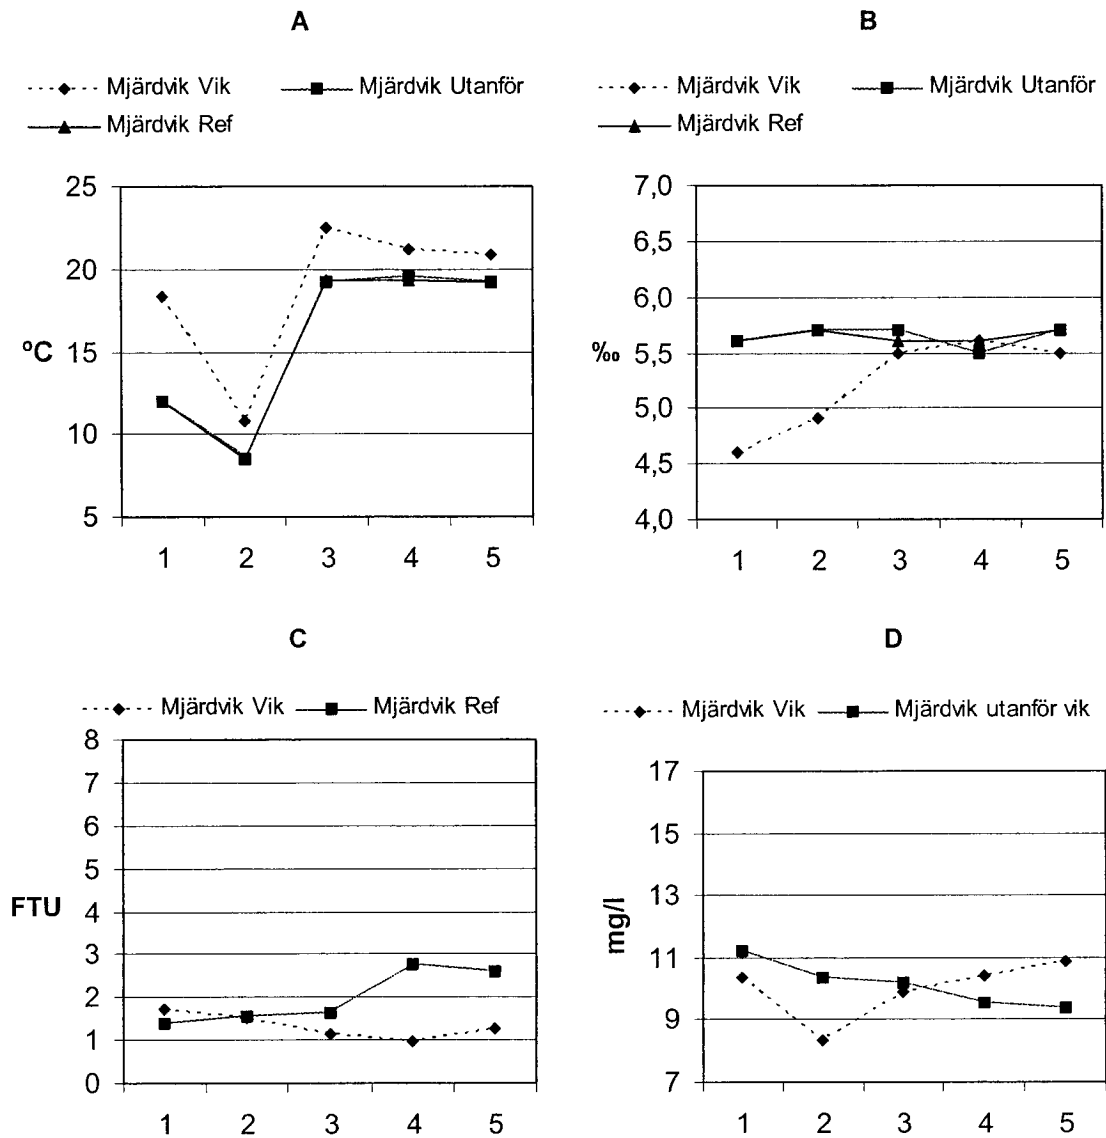 A
Mjärdvik Vik
Mjärdvik Utanför
Mjärdvik Ref
25
20
15
10
5
ºC
1 2 3 4 5
B
Mjärdvik Vik
Mjärdvik Utanför
Mjärdvik Ref
7,0
6,5
6,0
5,5
5,0
4,5
4,0
‰
1 2 3 4 5
C
Mjärdvik Vik
Mjärdvik Ref
8
7
6
5
4
3
2
1
0
FTU
1 2 3 4 5
D
Mjärdvik Vik
Mjärdvik utanför vik
17
15
13
11
9
7
mg/l
1 2 3 4 5